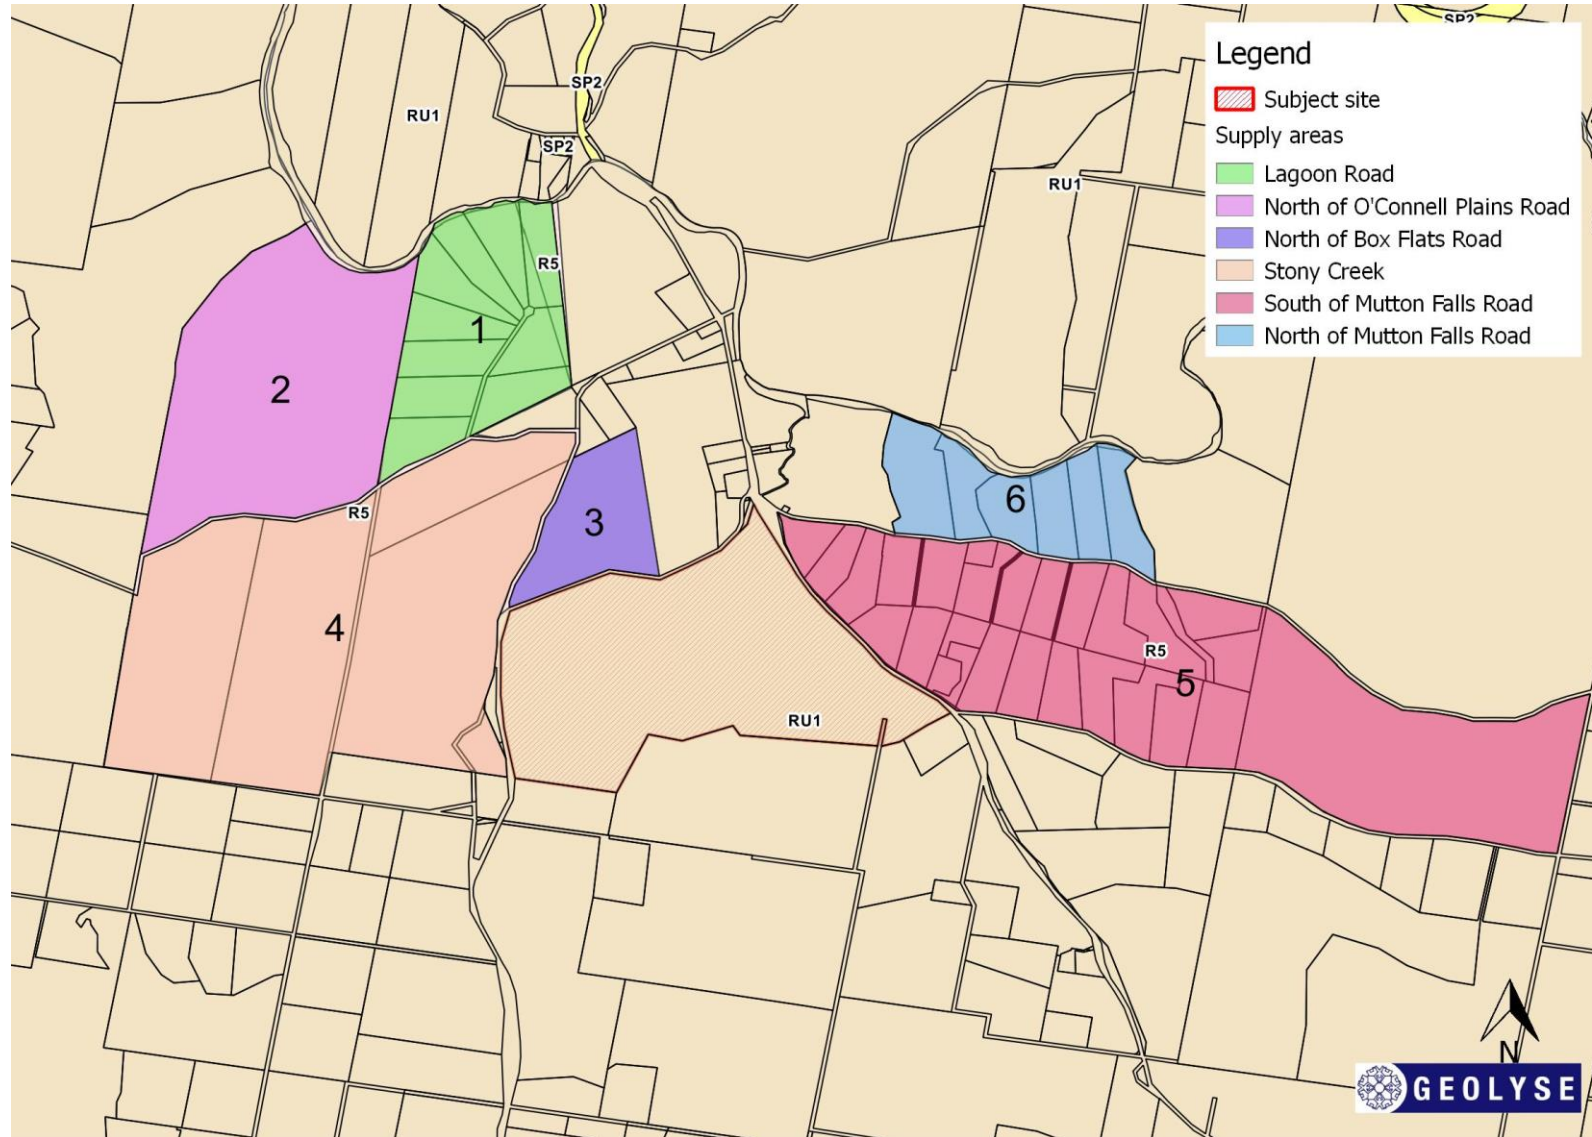 SP2
SP2
RU1
SP2
RU1
R5
1
2
R5
3
4
6
R5
5
RU1
Legend
Subject site
Supply areas
Lagoon Road
North of O'Connell Plains Road
North of Box Flats Road
Stony Creek
South of Mutton Falls Road
North of Mutton Falls Road
N
GEOLYSE